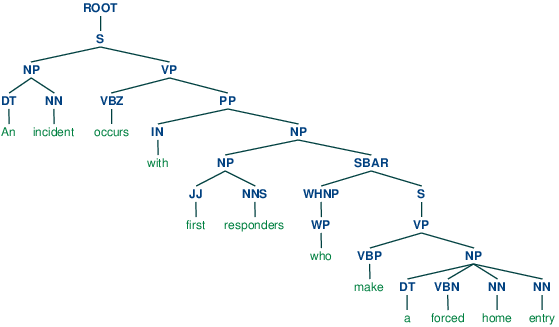 ROOT
S
NP VP
DT NN VBZ PP
An incident occurs IN NP
with NP SBAR
JJ NNS WHNP S
first responders WP VP
who VBP NP
make DT VBN NN NN
a forced home entry